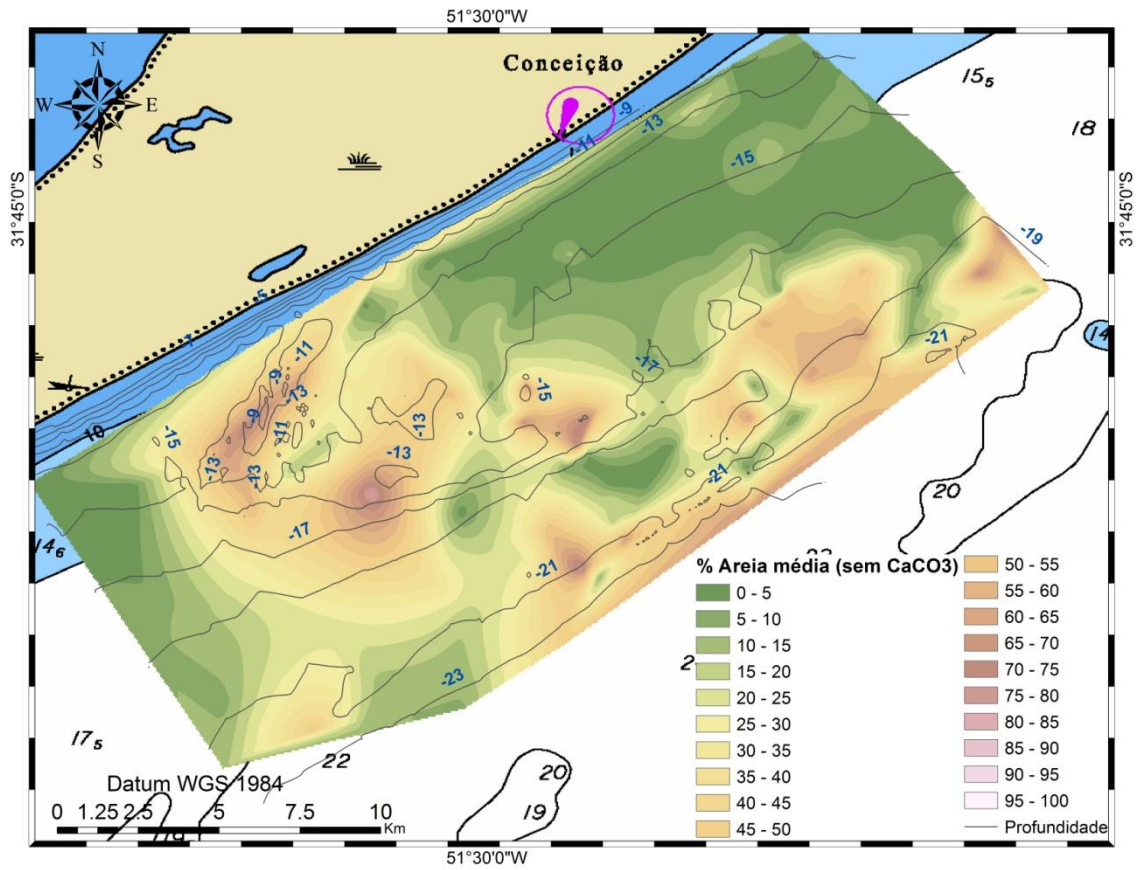 51°30'0"W
N
W E
S
Conceição
15₅
18
-9
-11
-13
-15
31°45'0"S
31°45'0"S
-19
-5
-7
14
-21
-17
-11
-9
-13
-15
-9
-13
-11
10
-15
-13
-13
-13
-13
-21
20
-17
14₆
-21
-23
17₅
22
20
19
Datum WGS 1984
0 1.25 2.5 5 7.5 10
Km
19
% Areia média (sem CaCO3)
0 - 5
5 - 10
10 - 15
15 - 20
20 - 25
25 - 30
30 - 35
35 - 40
40 - 45
45 - 50
50 - 55
55 - 60
60 - 65
65 - 70
70 - 75
75 - 80
80 - 85
85 - 90
90 - 95
95 - 100
Profundidade
51°30'0"W